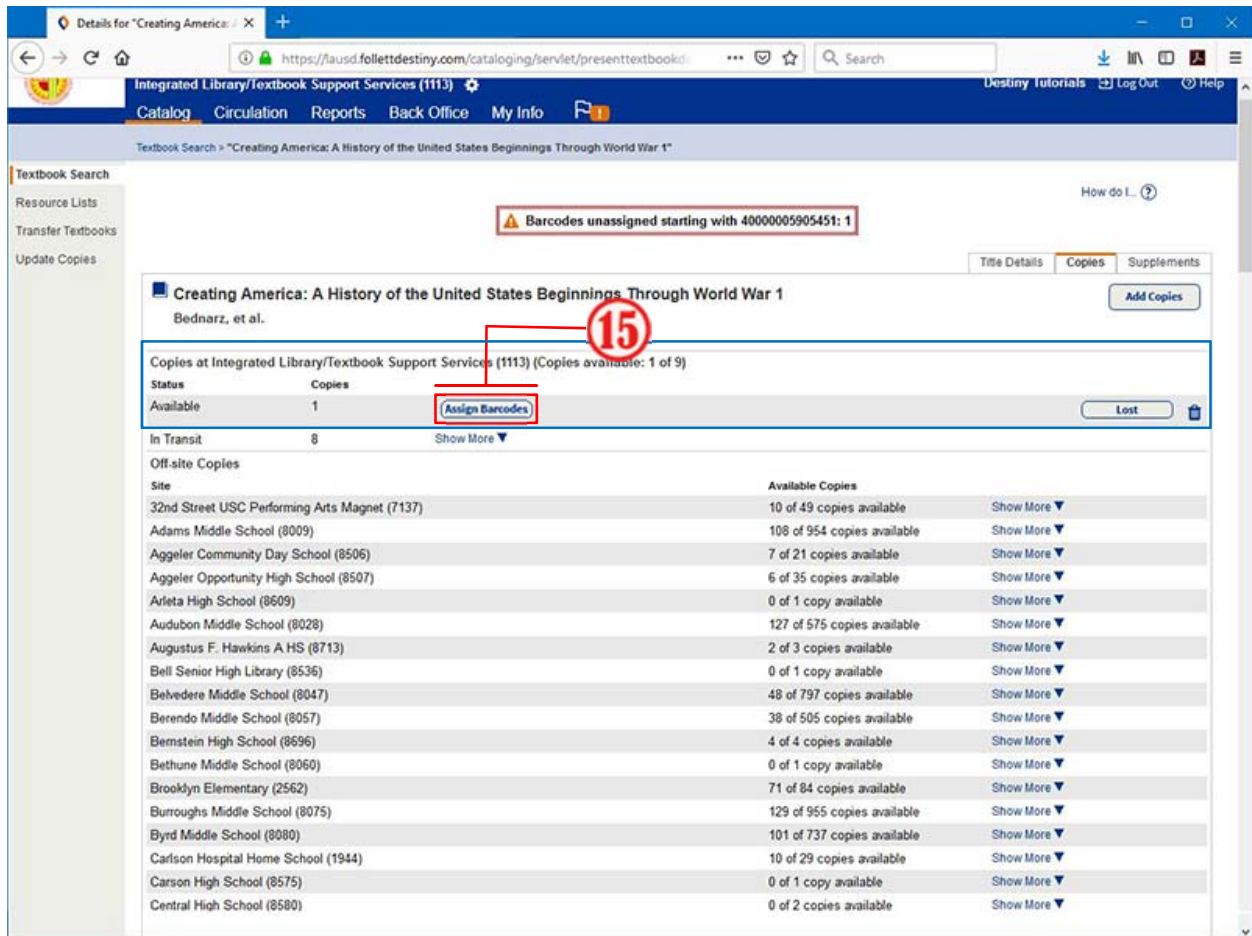 Details for "Creating America: A
https://lausd.follettdestiny.com/cataloging/servlet/presenttextbookd
Search
Integrated Library/Textbook Support Services (1113)
Destiny Tutorials Log Out Help
Catalog Circulation Reports Back Office My Info
Textbook Search > "Creating America: A History of the United States Beginnings Through World War 1"
Textbook Search
Resource Lists
Transfer Textbooks
Update Copies
How do I...
Barcodes unassigned starting with 40000005905451: 1
Title Details Copies Supplements
Creating America: A History of the United States Beginnings Through World War 1
Add Copies
Bednarz, et al.
15
Copies at Integrated Library/Textbook Support Services (1113) (Copies available: 1 of 9)
Status Copies
Available 1 Assign Barcodes Lost
In Transit 8 Show More
Off-site Copies
Site Available Copies
32nd Street USC Performing Arts Magnet (7137) 10 of 49 copies available Show More
Adams Middle School (8009) 108 of 954 copies available Show More
Aggeler Community Day School (8506) 7 of 21 copies available Show More
Aggeler Opportunity High School (8507) 6 of 35 copies available Show More
Arleta High School (8609) 0 of 1 copy available Show More
Audubon Middle School (8028) 127 of 575 copies available Show More
Augustus F. Hawkins A HS (8713) 2 of 3 copies available Show More
Bell Senior High Library (8536) 0 of 1 copy available Show More
Belvedere Middle School (8047) 48 of 797 copies available Show More
Berendo Middle School (8057) 38 of 505 copies available Show More
Bernstein High School (8696) 4 of 4 copies available Show More
Bethune Middle School (8060) 0 of 1 copy available Show More
Brooklyn Elementary (2562) 71 of 84 copies available Show More
Burroughs Middle School (8075) 129 of 955 copies available Show More
Byrd Middle School (8080) 101 of 737 copies available Show More
Carlson Hospital Home School (1944) 10 of 29 copies available Show More
Carson High School (8575) 0 of 1 copy available Show More
Central High School (8580) 0 of 2 copies available Show More